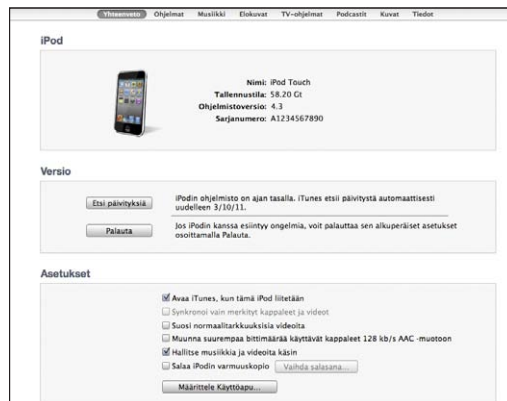 Yhteenveto Ohjelmat Musiikki Elokuvat TV-ohjelmat Podcastit Kuvat Tiedot
iPod
Nimi: iPod Touch
Tallennustila: 58.20 Gt
Ohjelmistoversio: 4.3
Sarjanumero: A1234567890
Versio
Etsi päivityksiä
iPodin ohjelmisto on ajan tasalla. iTunes etsii päivitystä automaattisesti
uudelleen 3/10/11.
Palauta
Jos iPodin kanssa esiintyy ongelmia, voit palauttaa sen alkuperäiset asetukset
osoittamalla Palauta.
Asetukset
Avaa iTunes, kun tämä iPod liitetään
Synkronoi vain merkityt kappaleet ja videot
Suosi normaalitarkkuuksisia videoita
Muunna suurempaa bittimäärää käyttävät kappaleet 128 kb/s AAC -muotoon
Hallitse musiikkia ja videoita käsin
Salaa iPodin varmuuskopio Vaihda salasana...
Määrittele Käyttöapu...